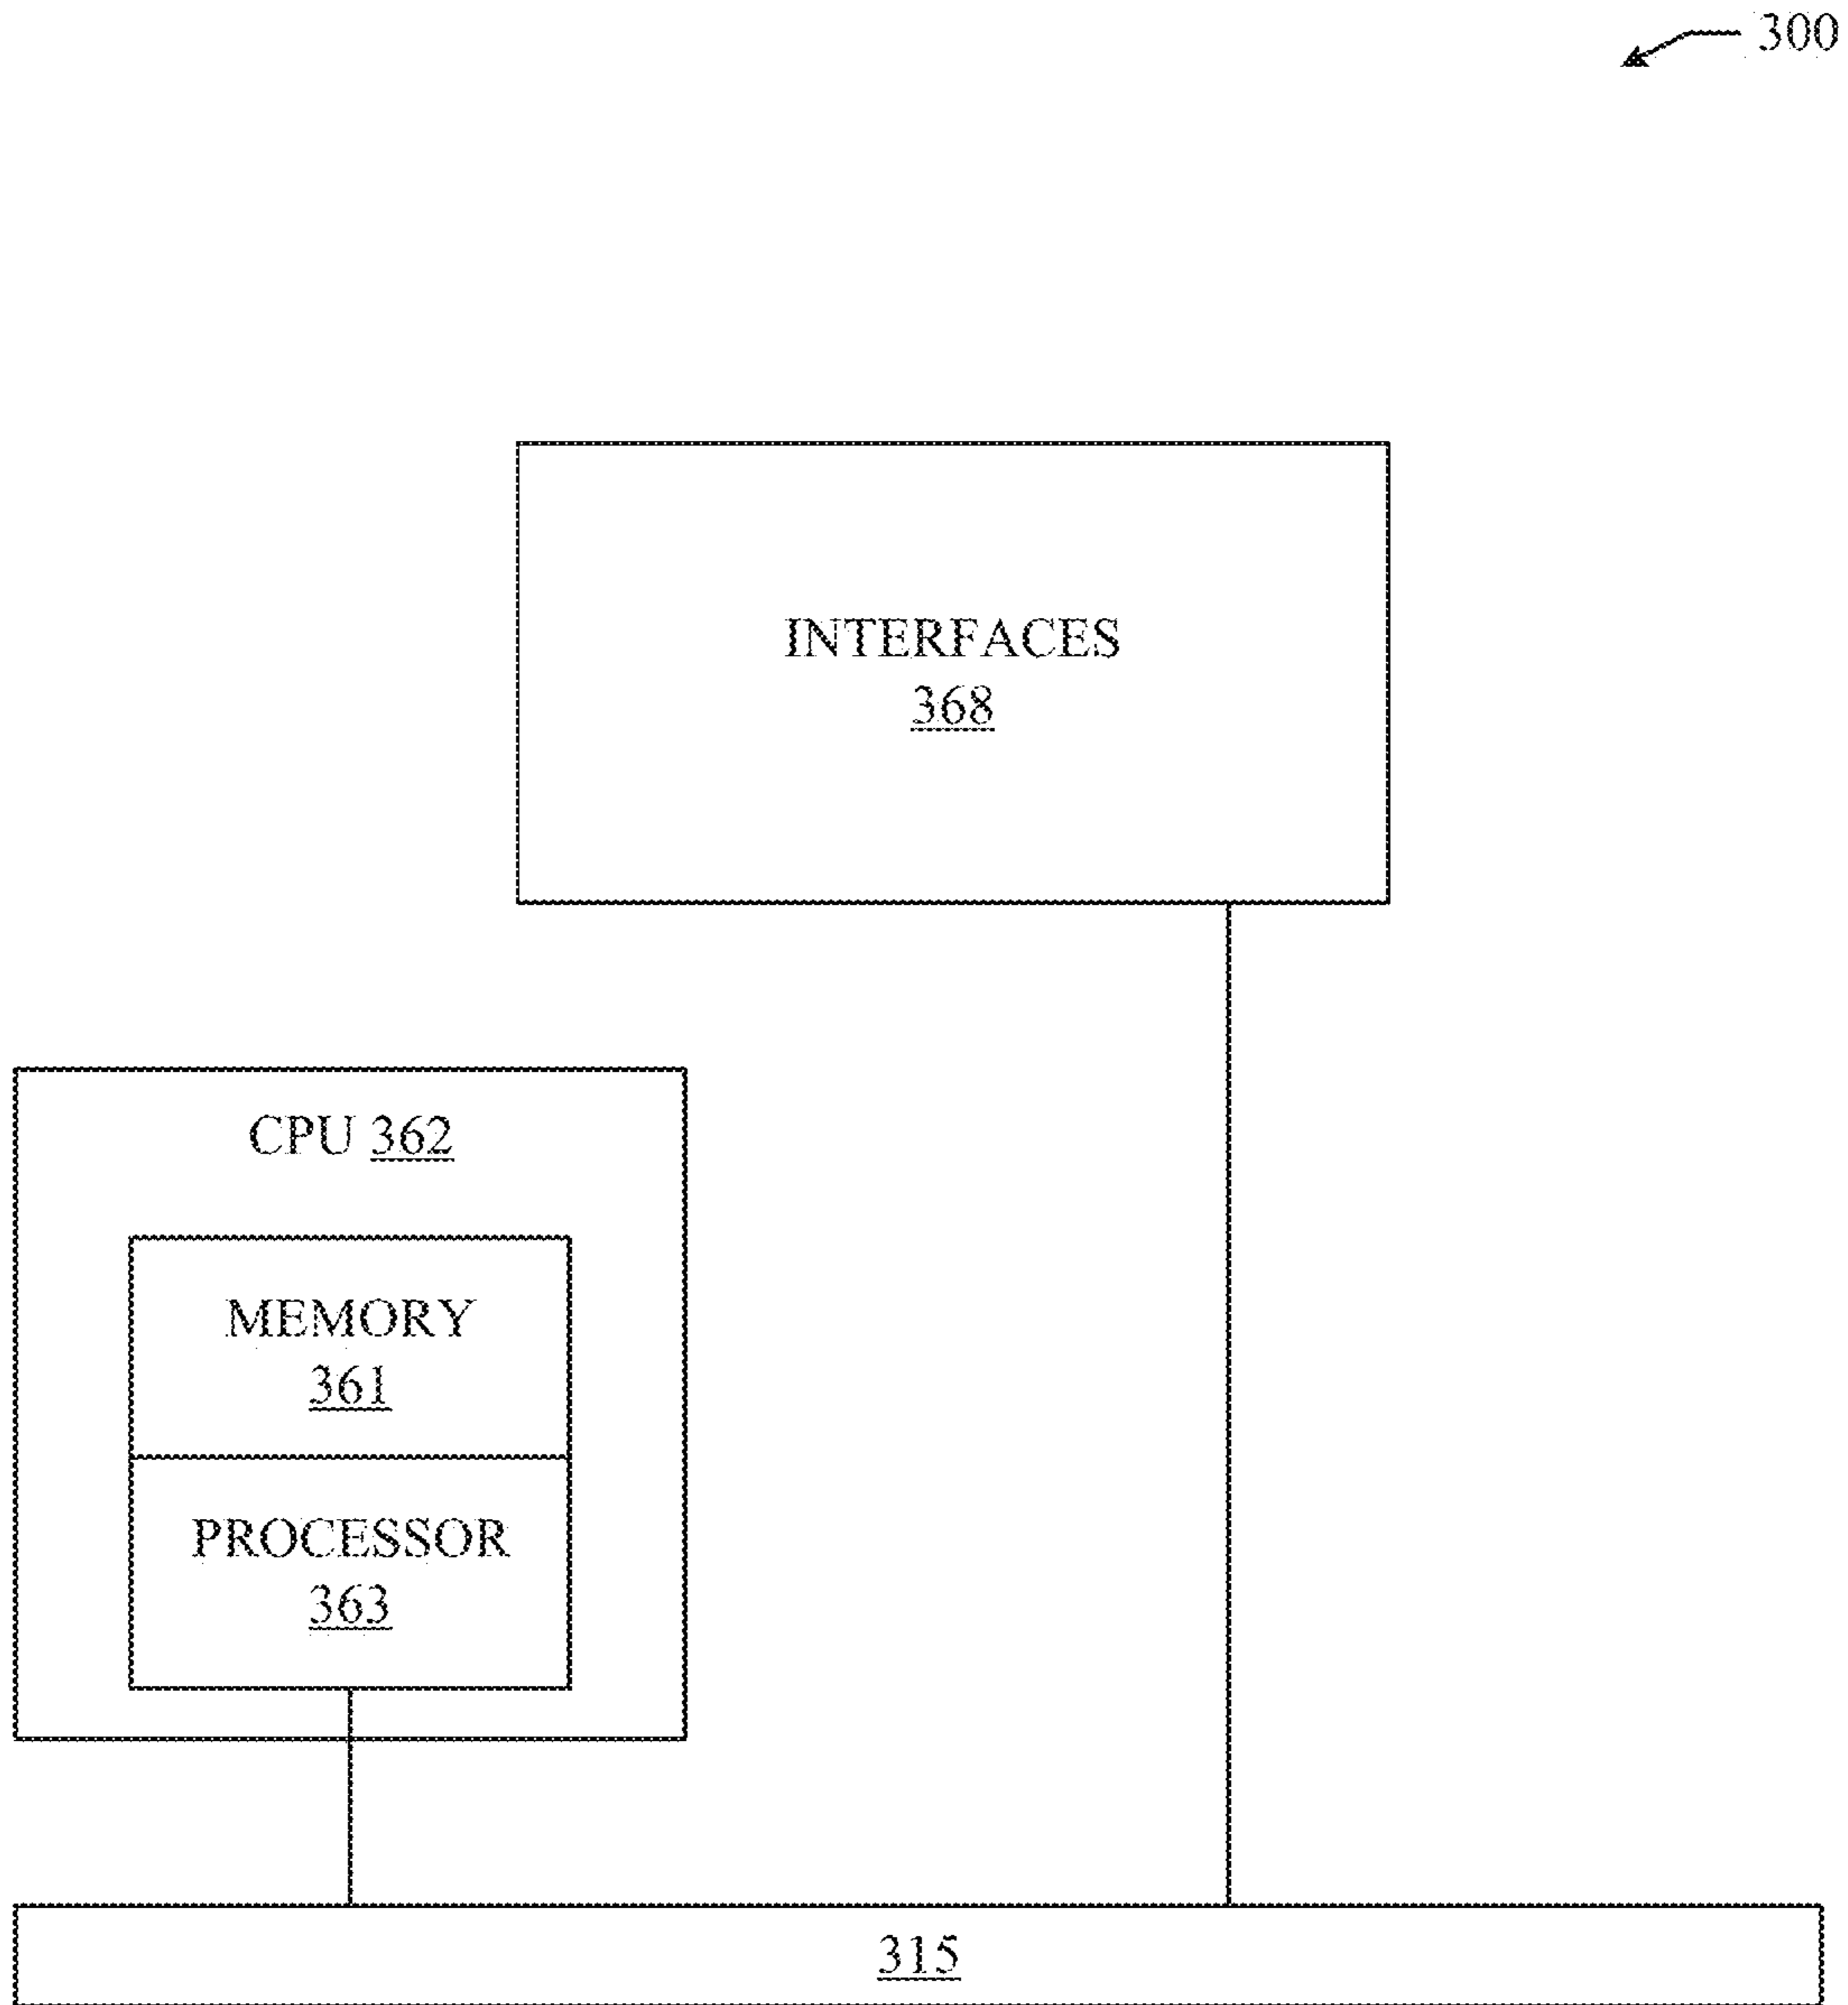 300
INTERFACES
368
CPU 362
MEMORY
361
PROCESSOR
363
315